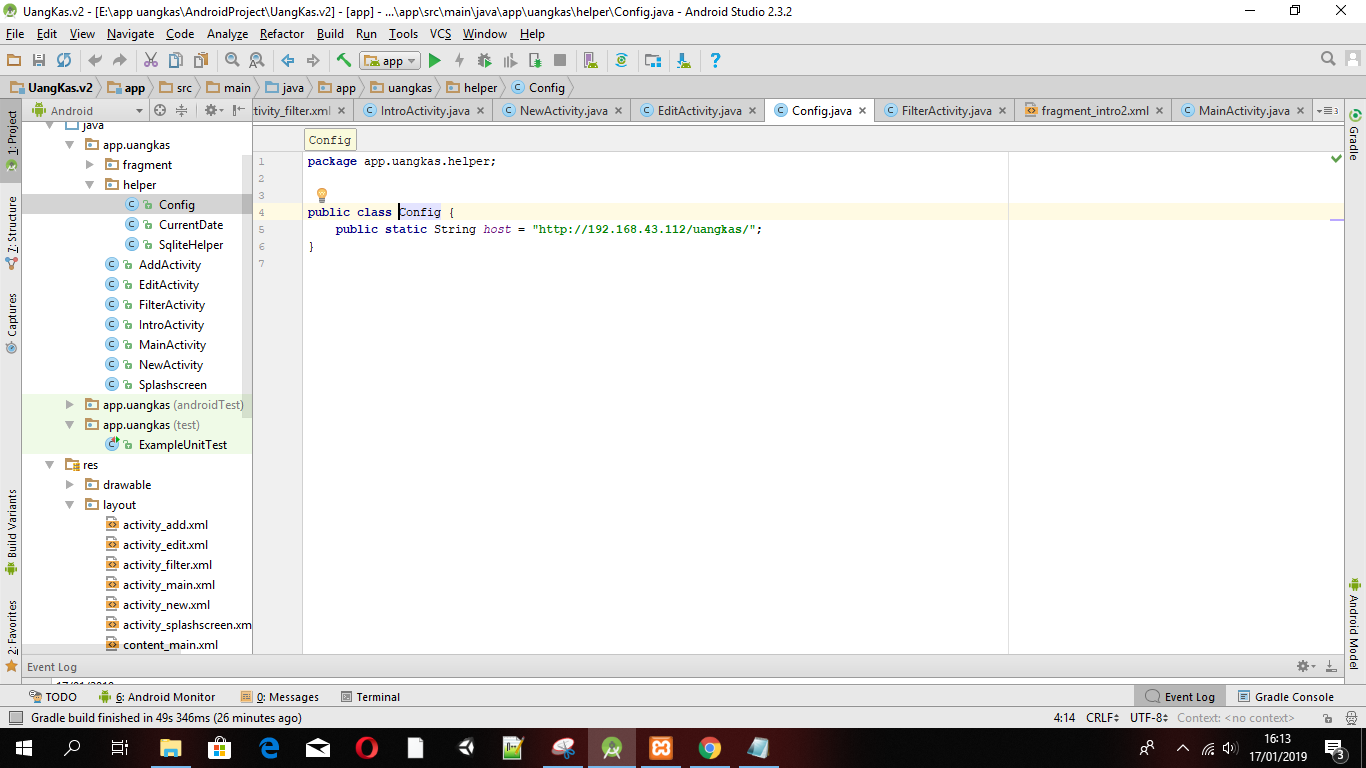 UangKas.v2 - [E:\app uangkas\AndroidProject\UangKas.v2] - [app] - ...\app\src\main\java\app\uangkas\helper\Config.java - Android Studio 2.3.2
File Edit View Navigate Code Analyze Refactor Build Run Tools VCS Window Help
app
UangKas.v2 app src main java app uangkas helper Config
Android
tivity_filter.xml IntroActivity.java NewActivity.java EditActivity.java Config.java FilterActivity.java fragment_intro2.xml MainActivity.java
1: Project
7: Structure
Captures
Build Variants
2: Favorites
java
app.uangkas
fragment
helper
Config
CurrentDate
SqliteHelper
AddActivity
EditActivity
FilterActivity
IntroActivity
MainActivity
NewActivity
Splashscreen
app.uangkas (androidTest)
app.uangkas (test)
ExampleUnitTest
res
drawable
layout
activity_add.xml
activity_edit.xml
activity_filter.xml
activity_main.xml
activity_new.xml
activity_splashscreen.xm
content_main.xml
Config
1 package app.uangkas.helper;
2
3
4 public class Config {
5 public static String host = "http://192.168.43.112/uangkas/";
6 }
7
Gradle
Android Model
Event Log
TODO 6: Android Monitor 0: Messages Terminal Event Log Gradle Console
Gradle build finished in 49s 346ms (26 minutes ago) 4:14 CRLF UTF-8 Context: <no context>
16:13
17/01/2019
3